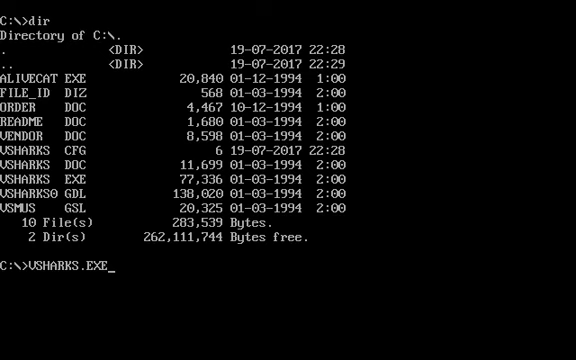 C:\>dir
Directory of C:\.
. <DIR> 19-07-2017 22:28
.. <DIR> 19-07-2017 22:29
ALIVECAT EXE 20,840 01-12-1994 1:00
FILE_ID DIZ 568 01-03-1994 2:00
ORDER DOC 4,467 10-12-1994 1:00
README DOC 1,680 01-03-1994 2:00
VENDOR DOC 8,598 01-03-1994 2:00
VSHARKS CFG 6 19-07-2017 22:28
VSHARKS DOC 11,699 01-03-1994 2:00
VSHARKS EXE 77,336 01-03-1994 2:00
VSHARKS0 GDL 138,020 01-03-1994 2:00
VSMUS GSL 20,325 01-03-1994 2:00
10 File(s) 283,539 Bytes.
2 Dir(s) 262,111,744 Bytes free.
C:\>VSHARKS.EXE_